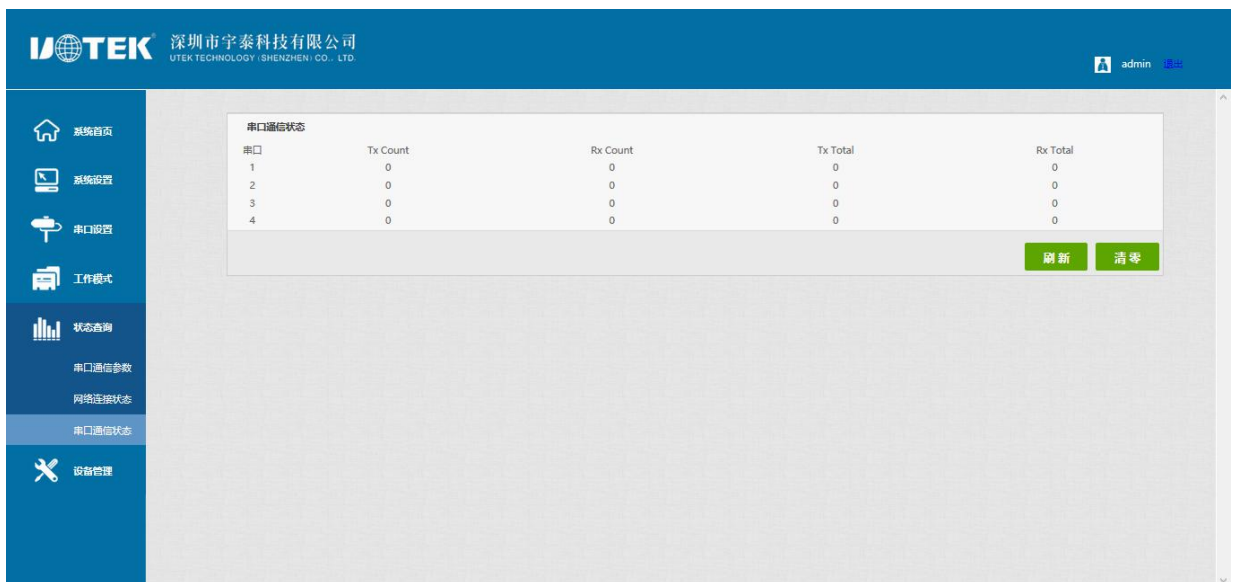 UOTEK 深圳市宇泰科技有限公司
UTEK TECHNOLOGY (SHENZHEN) CO., LTD.
admin 退出
系统首页
系统设置
串口设置
工作模式
状态查询
串口通信参数
网络连接状态
串口通信状态
设备管理
串口通信状态
串口 Tx Count Rx Count Tx Total Rx Total
1 0 0 0 0
2 0 0 0 0
3 0 0 0 0
4 0 0 0 0
刷新 清零